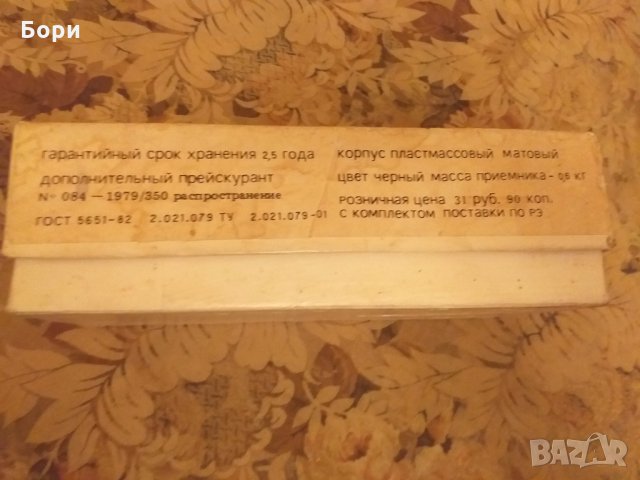 Бори
гарантийный срок хранения 2,5 года
дополнительный прейскурант
№ 084 — 1979/350 распространение
ГОСТ 5651-82 2.021.079 ТУ 2.021.079-01
корпус пластмассовый матовый
цвет черный масса приемника - 0,6 кг
розничная цена 31 руб. 90 коп.
с комплектом поставки по РЭ
BAZAR